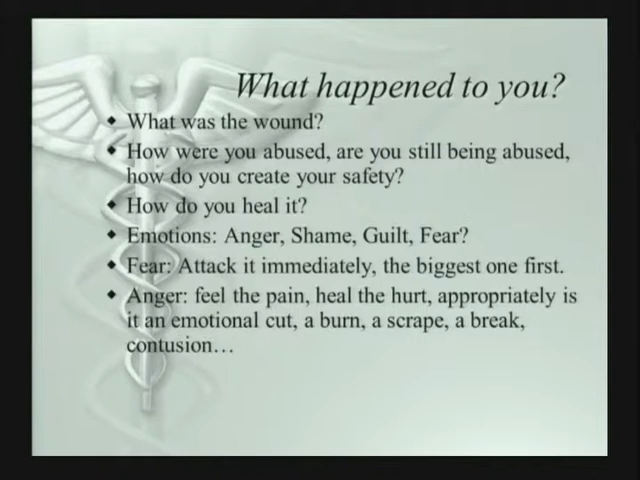 What happened to you?
◆ What was the wound?
◆ How were you abused, are you still being abused,
how do you create your safety?
◆ How do you heal it?
◆ Emotions: Anger, Shame, Guilt, Fear?
◆ Fear: Attack it immediately, the biggest one first.
◆ Anger: feel the pain, heal the hurt, appropriately is
it an emotional cut, a burn, a scrape, a break,
contusion…